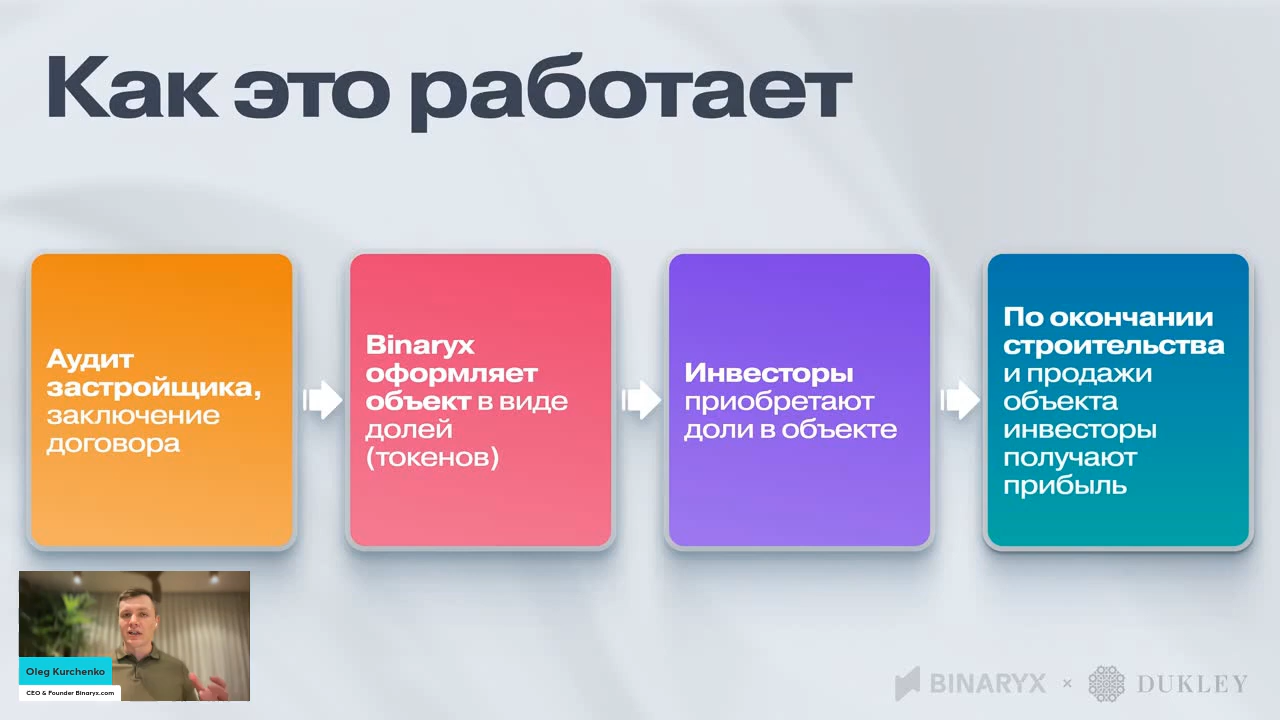 Как это работает
Аудит
застройщика,
заключение
договора
Binaryx
оформляет
объект в виде
долей
(токенов)
Инвесторы
приобретают
доли в объекте
По окончании
строительства
и продажи
объекта
инвесторы
получают
прибыль
Oleg Kurchenko
CEO & Founder Binaryx.com
BINARYX × DUKLEY